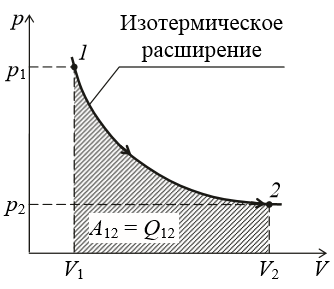 p
Изотермическое
расширение
1
p₁
2
p₂
A₁₂ = Q₁₂
V₁
V₂
V